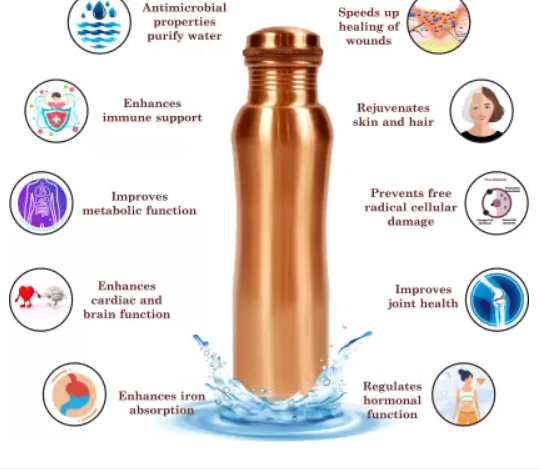 Antimicrobial
properties
purify water
Speeds up
healing of
wounds
Enhances
immune support
Rejuvenates
skin and hair
Improves
metabolic function
Prevents free
radical cellular
damage
Enhances
cardiac and
brain function
Improves
joint health
Enhances iron
absorption
Regulates
hormonal
function